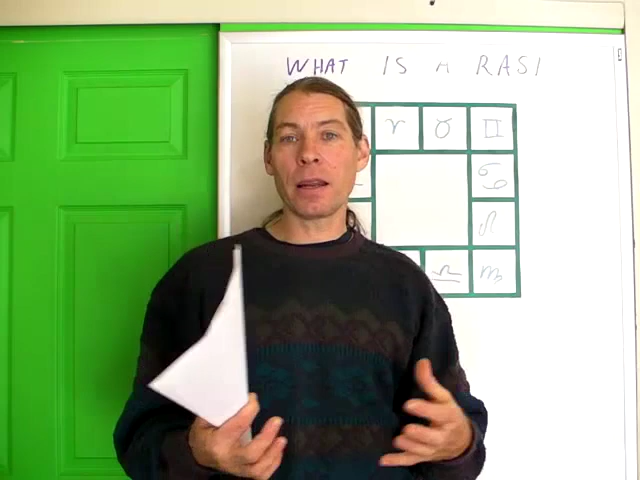 WHAT IS A RASI
♈ ♉ ♊
♋
♌
♎ ♍